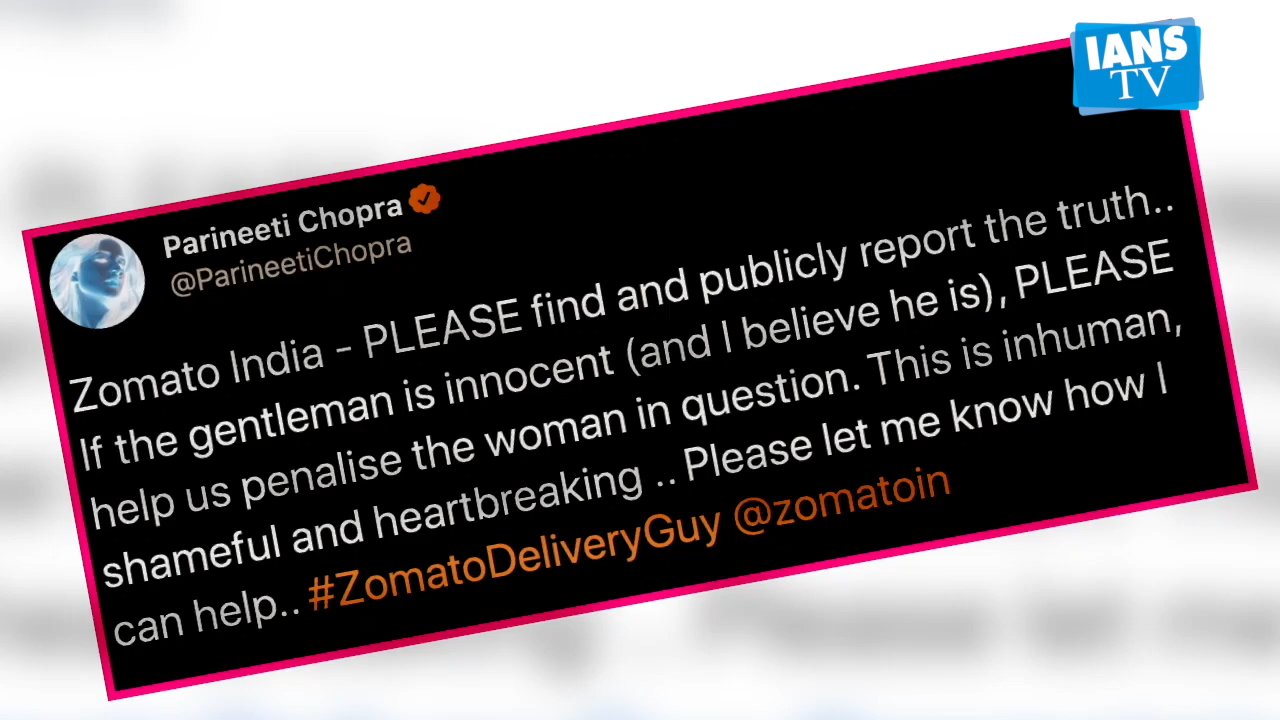 IANS
TV
Parineeti Chopra
@ParineetiChopra
Zomato India - PLEASE find and publicly report the truth..
If the gentleman is innocent (and I believe he is), PLEASE
help us penalise the woman in question. This is inhuman,
shameful and heartbreaking .. Please let me know how I
can help.. #ZomatoDeliveryGuy @zomatoin